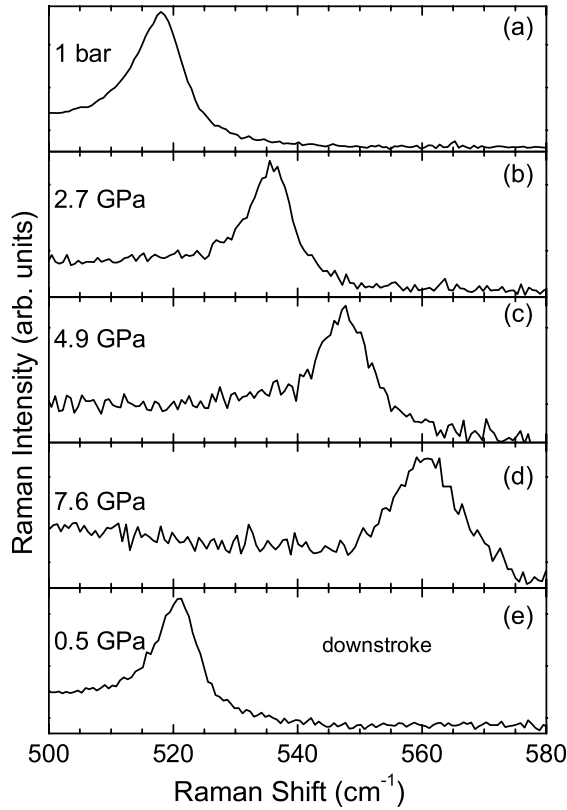 (a)
1 bar
(b)
2.7 GPa
(c)
4.9 GPa
(d)
7.6 GPa
(e)
0.5 GPa
downstroke
Raman Intensity (arb. units)
500 520 540 560 580
Raman Shift (cm⁻¹)